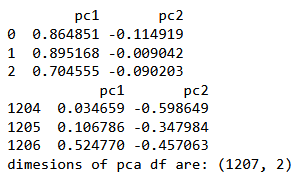 pc1 pc2
0 0.864851 -0.114919
1 0.895168 -0.009042
2 0.704555 -0.090203
pc1 pc2
1204 0.034659 -0.598649
1205 0.106786 -0.347984
1206 0.524770 -0.457063
dimesions of pca df are: (1207, 2)